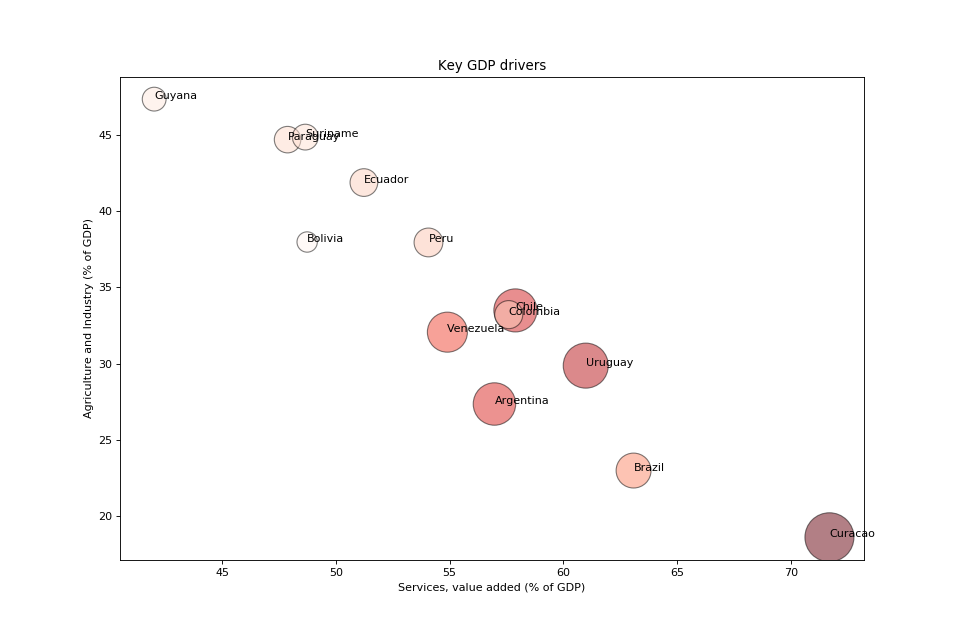 Key GDP drivers
Guyana
45
Suriname
Paraguay
Ecuador
40
Bolivia
Peru
35
Chile
Colombia
Venezuela
30
Uruguay
Argentina
25
Brazil
20
Curacao
Agriculture and Industry (% of GDP)
45 50 55 60 65 70
Services, value added (% of GDP)